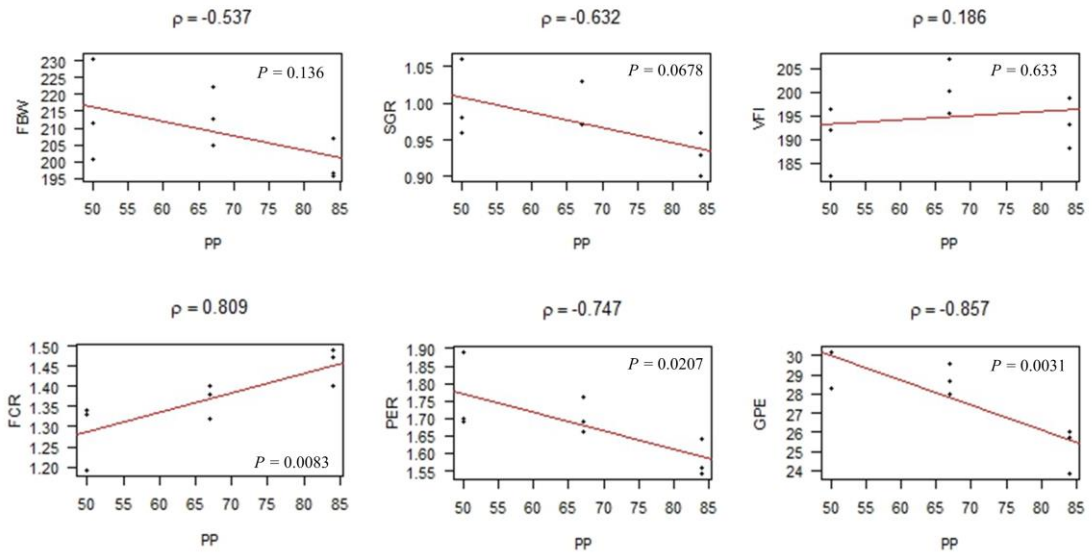 ρ = -0.537
P = 0.136
FBW
230
225
220
215
210
205
200
195
50 55 60 65 70 75 80 85
PP
ρ = -0.632
P = 0.0678
SGR
1.05
1.00
0.95
0.90
50 55 60 65 70 75 80 85
PP
ρ = 0.186
P = 0.633
VFI
205
200
195
190
185
50 55 60 65 70 75 80 85
PP
ρ = 0.809
FCR
1.50
1.45
1.40
1.35
1.30
1.25
1.20
P = 0.0083
50 55 60 65 70 75 80 85
PP
ρ = -0.747
P = 0.0207
PER
1.90
1.85
1.80
1.75
1.70
1.65
1.60
1.55
50 55 60 65 70 75 80 85
PP
ρ = -0.857
P = 0.0031
GPE
30
29
28
27
26
25
24
50 55 60 65 70 75 80 85
PP